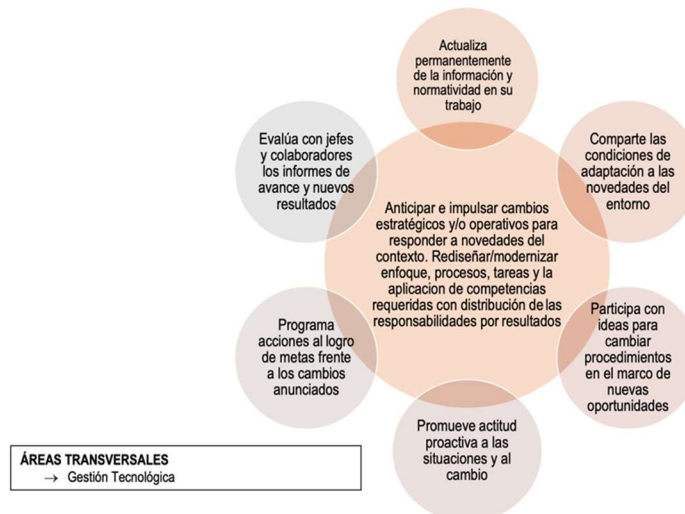 Actualiza
permanentemente
de la información y
normatividad en su
trabajo
Comparte las
condiciones de
adaptación a las
novedades del
entorno
Participa con
ideas para
cambiar
procedimientos
en el marco de
nuevas
oportunidades
Promueve actitud
proactiva a las
situaciones y al
cambio
Programa
acciones al logro
de metas frente
a los cambios
anunciados
Evalúa con jefes
y colaboradores
los informes de
avance y nuevos
resultados
Anticipar e impulsar cambios
estratégicos y/o operativos para
responder a novedades del
contexto. Rediseñar/modernizar
enfoque, procesos, tareas y la
aplicacion de competencias
requeridas con distribución de las
responsabilidades por resultados
ÁREAS TRANSVERSALES
→ Gestión Tecnológica